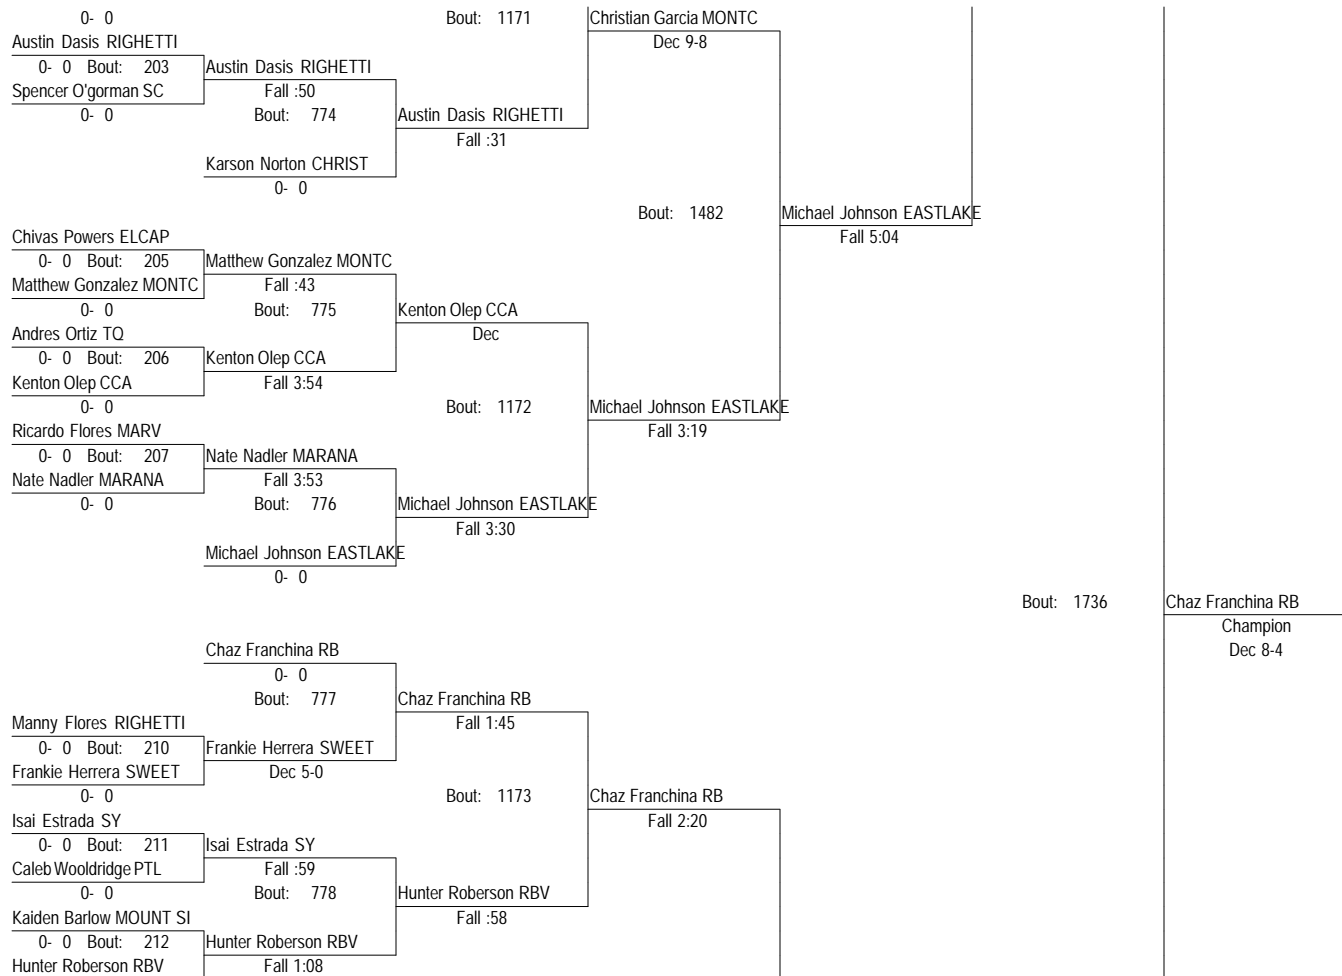 0- 0 Bout: 1171 Christian Garcia MONTC
Austin Dasis RIGHETTI Dec 9-8
0- 0 Bout: 203 Austin Dasis RIGHETTI
Spencer O'gorman SC Fall :50
0- 0 Bout: 774 Austin Dasis RIGHETTI
Fall :31
Karson Norton CHRIST
0- 0
Bout: 1482 Michael Johnson EASTLAKE
Chivas Powers ELCAP Fall 5:04
0- 0 Bout: 205 Matthew Gonzalez MONTC
Matthew Gonzalez MONTC Fall :43
0- 0 Bout: 775 Kenton Olep CCA
Andres Ortiz TQ Dec
0- 0 Bout: 206 Kenton Olep CCA
Kenton Olep CCA Fall 3:54
0- 0 Bout: 1172 Michael Johnson EASTLAKE
Ricardo Flores MARV Fall 3:19
0- 0 Bout: 207 Nate Nadler MARANA
Nate Nadler MARANA Fall 3:53
0- 0 Bout: 776 Michael Johnson EASTLAKE
Fall 3:30
Michael Johnson EASTLAKE
0- 0
Bout: 1736 Chaz Franchina RB
Champion
Chaz Franchina RB Dec 8-4
0- 0
Bout: 777 Chaz Franchina RB
Manny Flores RIGHETTI Fall 1:45
0- 0 Bout: 210 Frankie Herrera SWEET
Frankie Herrera SWEET Dec 5-0
0- 0 Bout: 1173 Chaz Franchina RB
Isai Estrada SY Fall 2:20
0- 0 Bout: 211 Isai Estrada SY
Caleb Wooldridge PTL Fall :59
0- 0 Bout: 778 Hunter Roberson RBV
Kaiden Barlow MOUNT SI Fall :58
0- 0 Bout: 212 Hunter Roberson RBV
Hunter Roberson RBV Fall 1:08